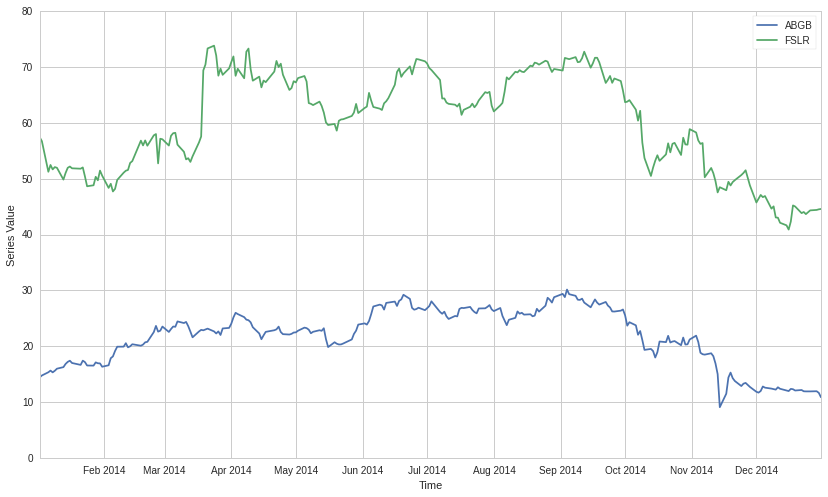 80
70
60
50
40
30
20
10
0
Series Value
ABGB
FSLR
Feb 2014
Mar 2014
Apr 2014
May 2014
Jun 2014
Jul 2014
Aug 2014
Sep 2014
Oct 2014
Nov 2014
Dec 2014
Time